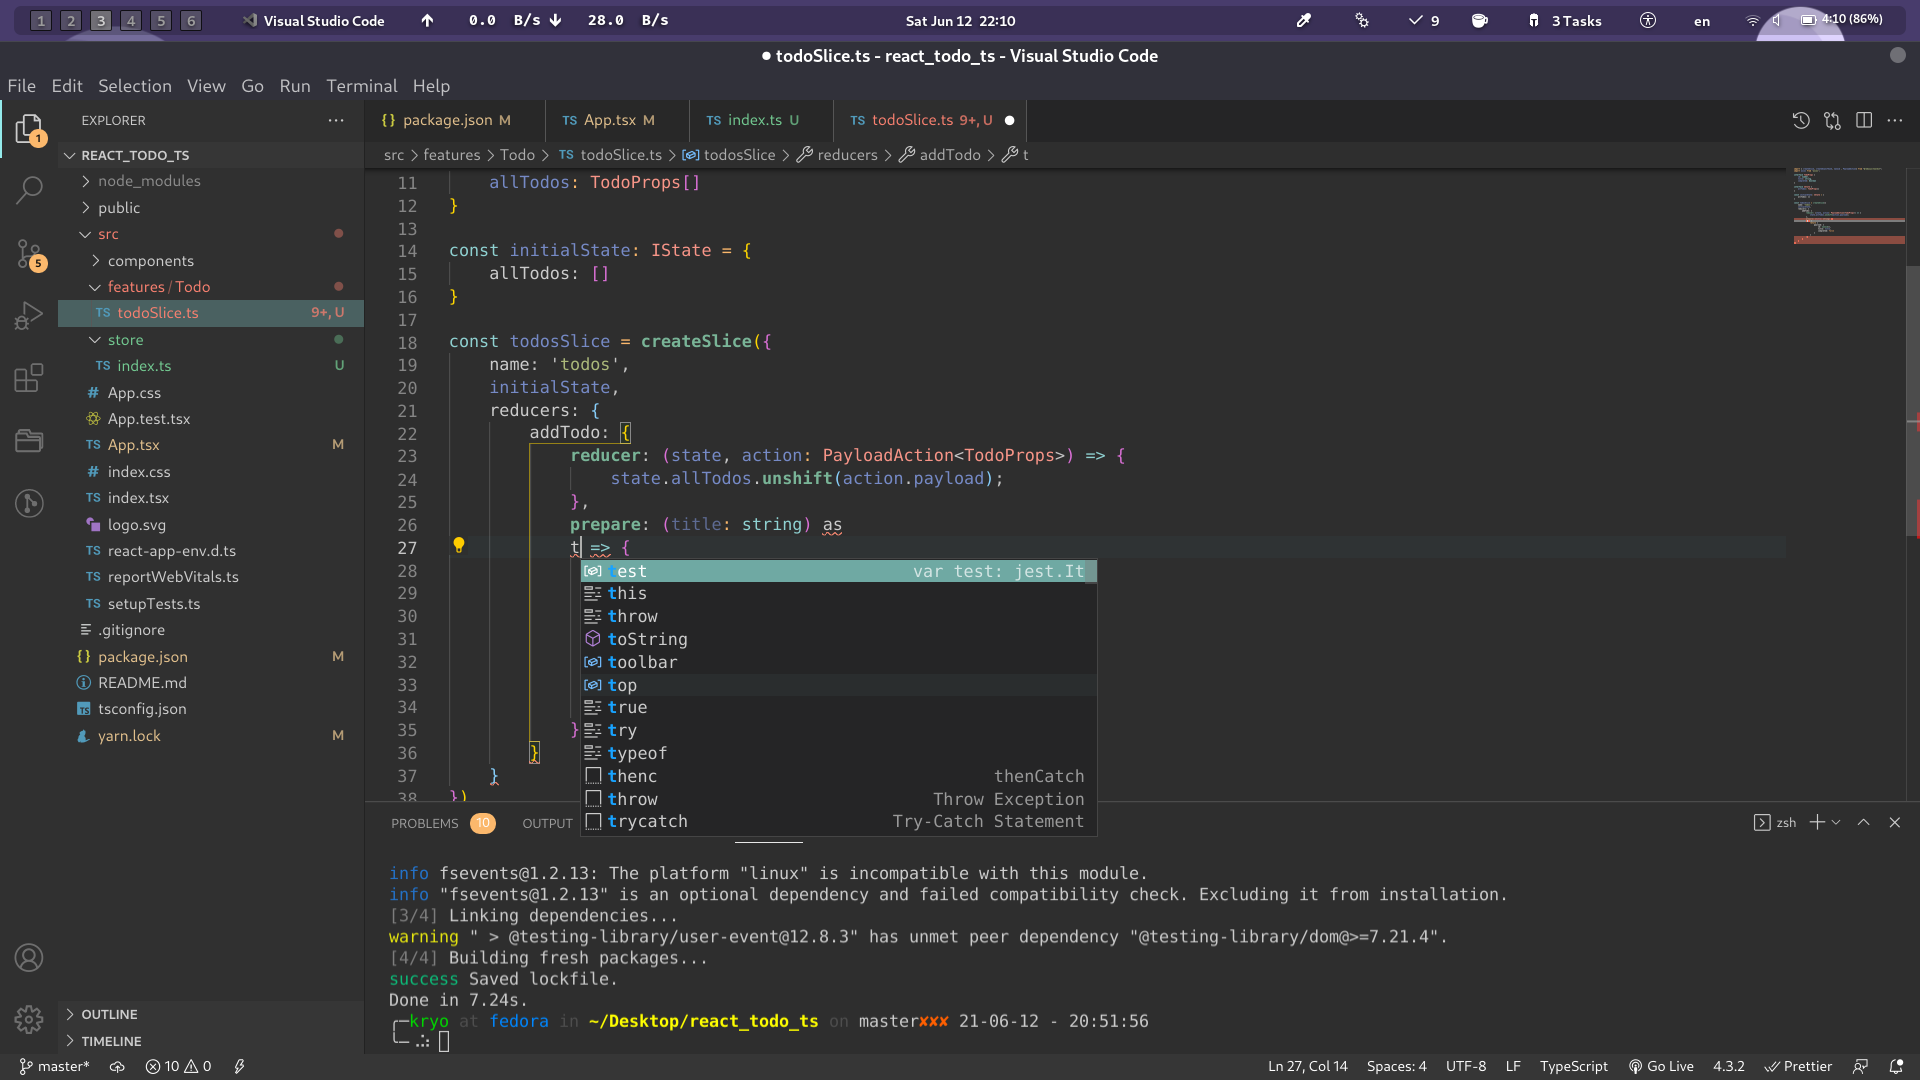 1 2 3 4 5 6 Visual Studio Code 0.0 B/s 28.0 B/s Sat Jun 12 22:10 9 3 Tasks en 4:10 (86%)
● todoSlice.ts - react_todo_ts - Visual Studio Code
File Edit Selection View Go Run Terminal Help
EXPLORER
REACT_TODO_TS
node_modules
public
src
components
features / Todo
TS todoSlice.ts 9+, U
store
TS index.ts U
# App.css
App.test.tsx
TS App.tsx M
# index.css
TS index.tsx
logo.svg
TS react-app-env.d.ts
TS reportWebVitals.ts
TS setupTests.ts
.gitignore
{} package.json M
README.md
TS tsconfig.json
yarn.lock M
OUTLINE
TIMELINE
1
5
{} package.json M TS App.tsx M TS index.ts U TS todoSlice.ts 9+, U
src > features > Todo > TS todoSlice.ts > todosSlice > reducers > addTodo > t
11 allTodos: TodoProps[]
12 }
13
14 const initialState: IState = {
15 allTodos: []
16 }
17
18 const todosSlice = createSlice({
19 name: 'todos',
20 initialState,
21 reducers: {
22 addTodo: {
23 reducer: (state, action: PayloadAction<TodoProps>) => {
24 state.allTodos.unshift(action.payload);
25 },
26 prepare: (title: string) as
27 t => {
28
29
30
31
32
33
34
35 }
36 }
37 }
38 })
test var test: jest.It
this
throw
toString
toolbar
top
true
try
typeof
thenc thenCatch
throw Throw Exception
trycatch Try-Catch Statement
PROBLEMS 10 OUTPUT zsh
info fsevents@1.2.13: The platform "linux" is incompatible with this module.
info "fsevents@1.2.13" is an optional dependency and failed compatibility check. Excluding it from installation.
[3/4] Linking dependencies...
warning " > @testing-library/user-event@12.8.3" has unmet peer dependency "@testing-library/dom@>=7.21.4".
[4/4] Building fresh packages...
success Saved lockfile.
Done in 7.24s.
kryo at fedora in ~/Desktop/react_todo_ts on master✘✘✘ 21-06-12 - 20:51:56
master* 10 0 Ln 27, Col 14 Spaces: 4 UTF-8 LF TypeScript Go Live 4.3.2 Prettier